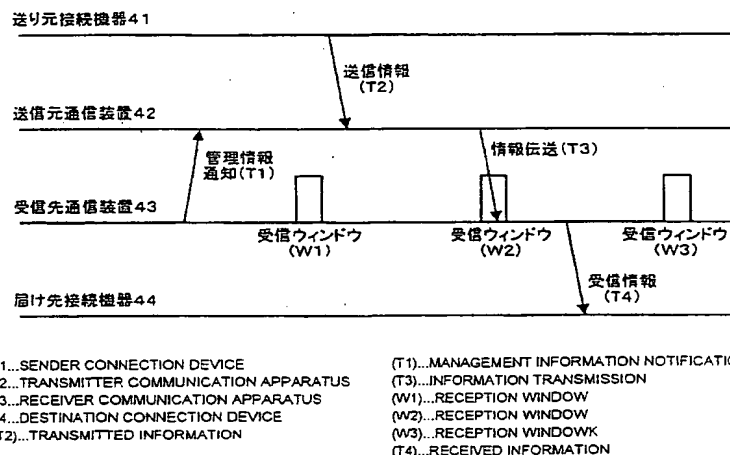 送り元接続機器41
送信情報
(T2)
送信元通信装置42
管理情報
通知(T1)
情報伝送(T3)
受信先通信装置43
受信ウィンドウ
(W1)
受信ウィンドウ
(W2)
受信ウィンドウ
(W3)
受信情報
(T4)
届け先接続機器44
1...SENDER CONNECTION DEVICE
2...TRANSMITTER COMMUNICATION APPARATUS
3...RECEIVER COMMUNICATION APPARATUS
4...DESTINATION CONNECTION DEVICE
T2)...TRANSMITTED INFORMATION
(T1)...MANAGEMENT INFORMATION NOTIFICATIO
(T3)...INFORMATION TRANSMISSION
(W1)...RECEPTION WINDOW
(W2)...RECEPTION WINDOW
(W3)...RECEPTION WINDOWK
(T4)...RECEIVED INFORMATION